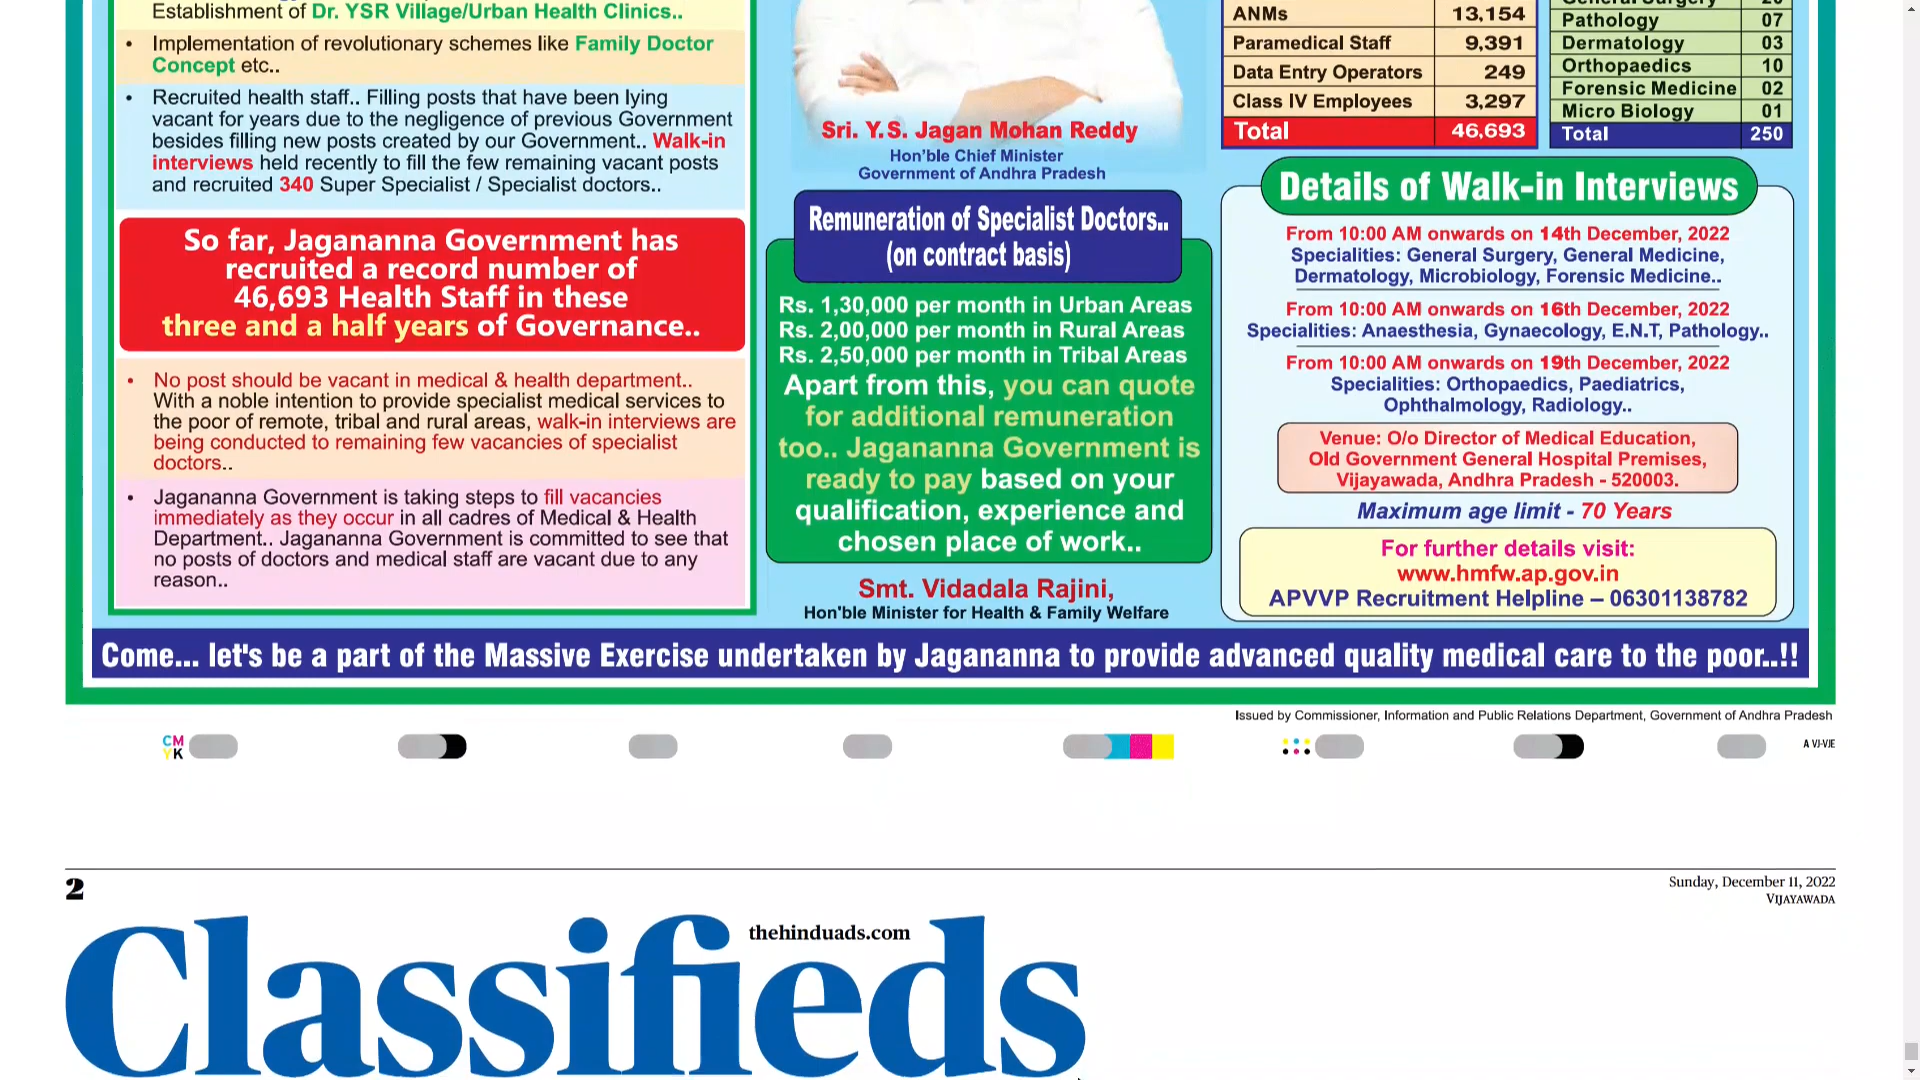 Establishment of Dr. YSR Village/Urban Health Clinics..
• Implementation of revolutionary schemes like Family Doctor
Concept etc..
• Recruited health staff.. Filling posts that have been lying
vacant for years due to the negligence of previous Government
besides filling new posts created by our Government.. Walk-in
interviews held recently to fill the few remaining vacant posts
and recruited 340 Super Specialist / Specialist doctors..
So far, Jagananna Government has
recruited a record number of
46,693 Health Staff in these
three and a half years of Governance..
• No post should be vacant in medical & health department..
With a noble intention to provide specialist medical services to
the poor of remote, tribal and rural areas, walk-in interviews are
being conducted to remaining few vacancies of specialist
doctors..
• Jagananna Government is taking steps to fill vacancies
immediately as they occur in all cadres of Medical & Health
Department.. Jagananna Government is committed to see that
no posts of doctors and medical staff are vacant due to any
reason..
Sri. Y.S. Jagan Mohan Reddy
Hon'ble Chief Minister
Government of Andhra Pradesh
Remuneration of Specialist Doctors..
(on contract basis)
Rs. 1,30,000 per month in Urban Areas
Rs. 2,00,000 per month in Rural Areas
Rs. 2,50,000 per month in Tribal Areas
Apart from this, you can quote
for additional remuneration
too.. Jagananna Government is
ready to pay based on your
qualification, experience and
chosen place of work..
Smt. Vidadala Rajini,
Hon'ble Minister for Health & Family Welfare
ANMs 13,154
Paramedical Staff 9,391
Data Entry Operators 249
Class IV Employees 3,297
Total 46,693
General Surgery
Pathology 07
Dermatology 03
Orthopaedics 10
Forensic Medicine 02
Micro Biology 01
Total 250
Details of Walk-in Interviews
From 10:00 AM onwards on 14th December, 2022
Specialities: General Surgery, General Medicine,
Dermatology, Microbiology, Forensic Medicine..
From 10:00 AM onwards on 16th December, 2022
Specialities: Anaesthesia, Gynaecology, E.N.T, Pathology..
From 10:00 AM onwards on 19th December, 2022
Specialities: Orthopaedics, Paediatrics,
Ophthalmology, Radiology..
Venue: O/o Director of Medical Education,
Old Government General Hospital Premises,
Vijayawada, Andhra Pradesh - 520003.
Maximum age limit - 70 Years
For further details visit:
www.hmfw.ap.gov.in
APVVP Recruitment Helpline – 06301138782
Come... let's be a part of the Massive Exercise undertaken by Jagananna to provide advanced quality medical care to the poor..!!
Issued by Commissioner, Information and Public Relations Department, Government of Andhra Pradesh
CM
YK
A VJ-VJE
2
Sunday, December 11, 2022
VIJAYAWADA
thehinduads.com
Classifieds